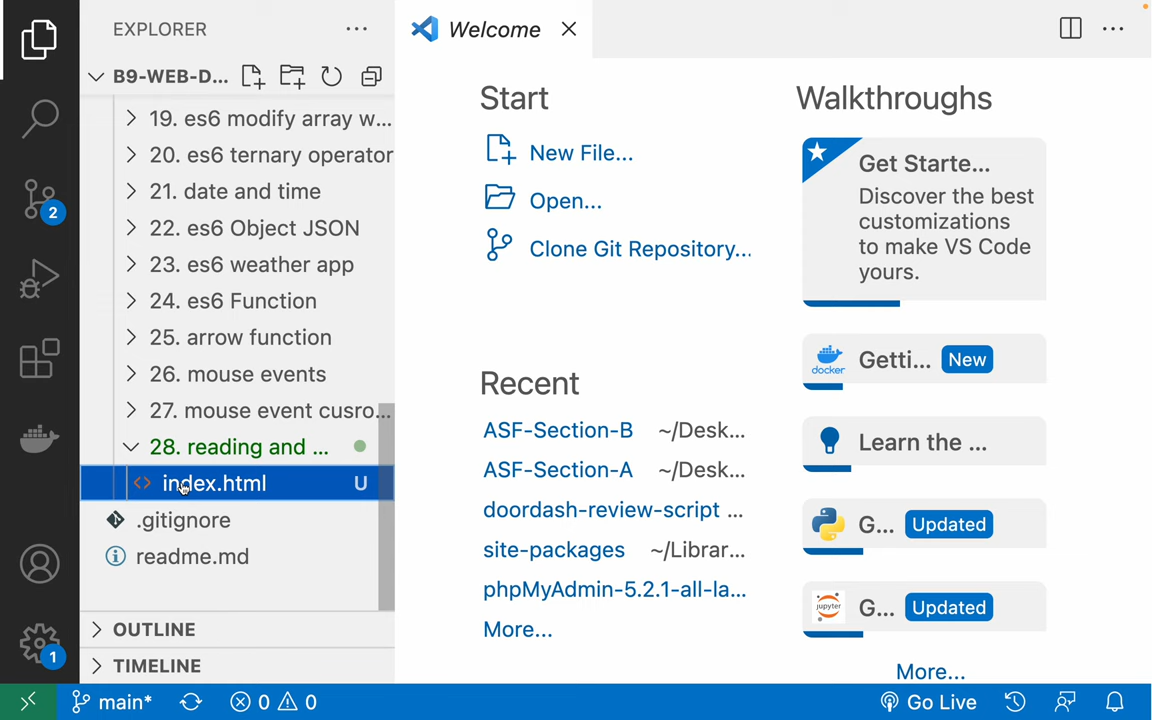 EXPLORER
B9-WEB-D...
19. es6 modify array w...
20. es6 ternary operator
21. date and time
22. es6 Object JSON
23. es6 weather app
24. es6 Function
25. arrow function
26. mouse events
27. mouse event cusro...
28. reading and ...
index.html U
.gitignore
readme.md
OUTLINE
TIMELINE
2
1
Welcome
Start
New File...
Open...
Clone Git Repository...
Recent
ASF-Section-B ~/Desk...
ASF-Section-A ~/Desk...
doordash-review-script ...
site-packages ~/Librar...
phpMyAdmin-5.2.1-all-la...
More...
Walkthroughs
Get Starte...
Discover the best
customizations
to make VS Code
yours.
docker
Getti... New
Learn the ...
G... Updated
jupyter
G... Updated
More...
main* 0 0 Go Live